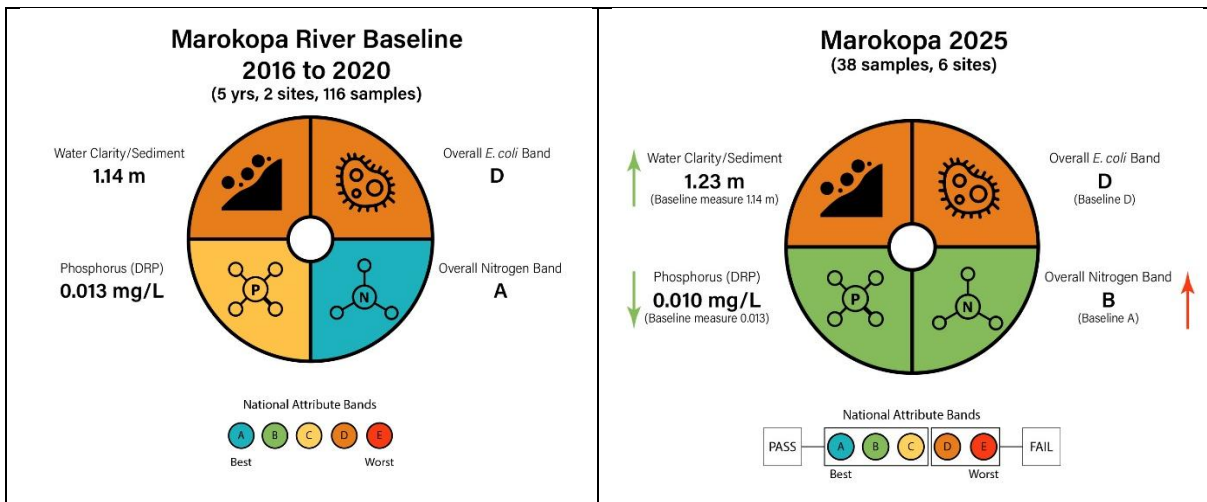 Marokopa River Baseline
2016 to 2020
(5 yrs, 2 sites, 116 samples)
Water Clarity/Sediment
1.14 m
Overall E. coli Band
D
Phosphorus (DRP)
0.013 mg/L
P
N
Overall Nitrogen Band
A
National Attribute Bands
A B C D E
Best Worst
Marokopa 2025
(38 samples, 6 sites)
Water Clarity/Sediment
1.23 m
(Baseline measure 1.14 m)
Overall E. coli Band
D
(Baseline D)
Phosphorus (DRP)
0.010 mg/L
(Baseline measure 0.013)
P
N
Overall Nitrogen Band
B
(Baseline A)
National Attribute Bands
PASS A B C D E FAIL
Best Worst